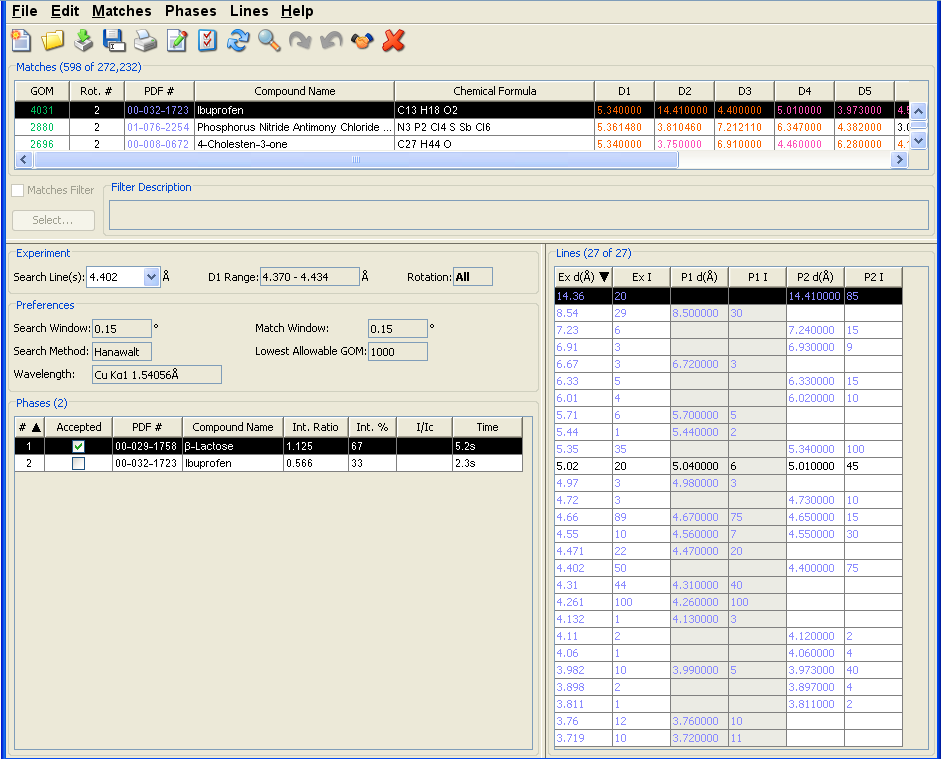 File Edit Matches Phases Lines Help
Matches (598 of 272,232)
GOM Rot. # PDF # Compound Name Chemical Formula D1 D2 D3 D4 D5
4031 2 00-032-1723 Ibuprofen C13 H18 O2 5.340000 14.410000 4.400000 5.010000 3.973000
2880 2 01-076-2254 Phosphorus Nitride Antimony Chloride ... N3 P2 Cl4 S Sb Cl6 5.361480 3.810460 7.212110 6.347000 4.382000 3.0
2696 2 00-008-0672 4-Cholesten-3-one C27 H44 O 5.340000 3.750000 6.910000 4.460000 6.280000
Matches Filter Filter Description
Select...
Experiment
Search Line(s): 4.402 Å D1 Range: 4.370 - 4.434 Å Rotation: All
Preferences
Search Window: 0.15 ° Match Window: 0.15 °
Search Method: Hanawalt Lowest Allowable GOM: 1000
Wavelength: Cu Kα1 1.54056Å
Phases (2)
# ▲ Accepted PDF # Compound Name Int. Ratio Int. % I/Ic Time
1 00-029-1758 β-Lactose 1.125 67 5.2s
2 00-032-1723 Ibuprofen 0.566 33 2.3s
Lines (27 of 27)
Ex d(Å) ▼ Ex I P1 d(Å) P1 I P2 d(Å) P2 I
14.36 20 14.410000 85
8.54 29 8.500000 30
7.23 6 7.240000 15
6.91 3 6.930000 9
6.67 3 6.720000 3
6.33 5 6.330000 15
6.01 4 6.020000 10
5.71 6 5.700000 5
5.44 1 5.440000 2
5.35 35 5.340000 100
5.02 20 5.040000 6 5.010000 45
4.97 3 4.980000 3
4.72 3 4.730000 10
4.66 89 4.670000 75 4.650000 15
4.55 10 4.560000 7 4.550000 30
4.471 22 4.470000 20
4.402 50 4.400000 75
4.31 44 4.310000 40
4.261 100 4.260000 100
4.132 1 4.130000 3
4.11 2 4.120000 2
4.06 1 4.060000 4
3.982 10 3.990000 5 3.973000 40
3.898 2 3.897000 4
3.811 1 3.811000 2
3.76 12 3.760000 10
3.719 10 3.720000 11